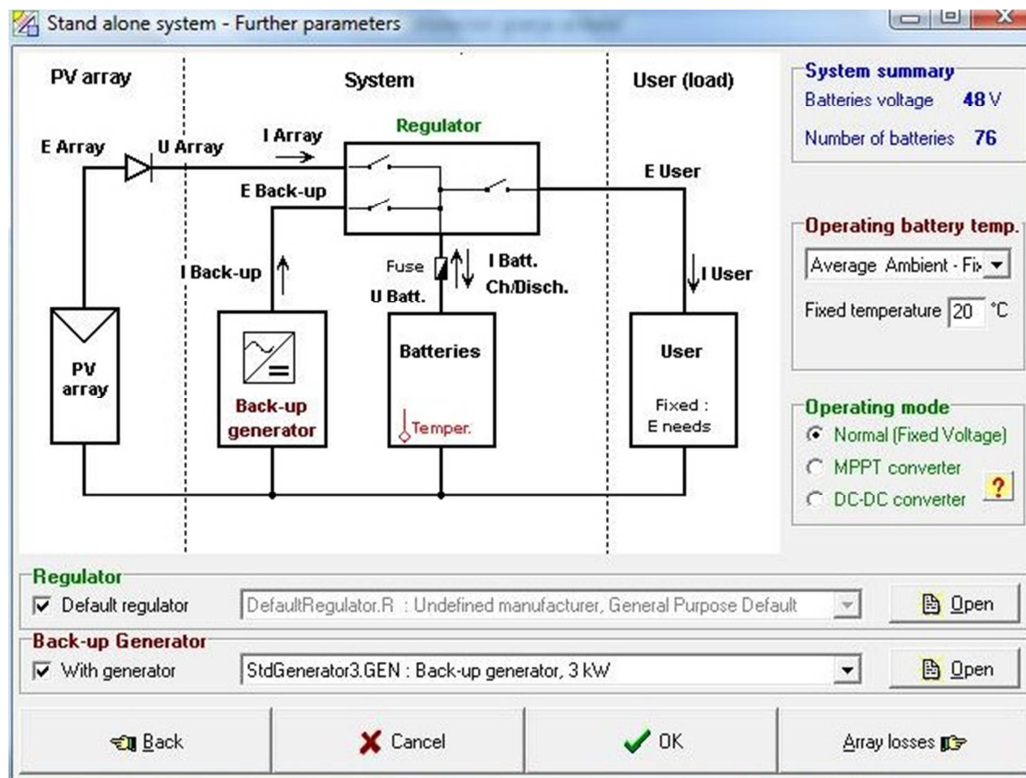 Stand alone system - Further parameters
PV array
System
User (load)
E Array
U Array
I Array
Regulator
E Back-up
E User
I Back-up
Fuse
I Batt.
Ch/Disch.
U Batt.
I User
PV
array
Back-up
generator
Batteries
Temper.
User
Fixed :
E needs
System summary
Batteries voltage 48 V
Number of batteries 76
Operating battery temp.
Average Ambient - Fix
Fixed temperature 20 °C
Operating mode
Normal (Fixed Voltage)
MPPT converter
DC-DC converter
?
Regulator
Default regulator DefaultRegulator.R : Undefined manufacturer, General Purpose Default Open
Back-up Generator
With generator StdGenerator3.GEN : Back-up generator, 3 kW Open
Back Cancel OK Array losses